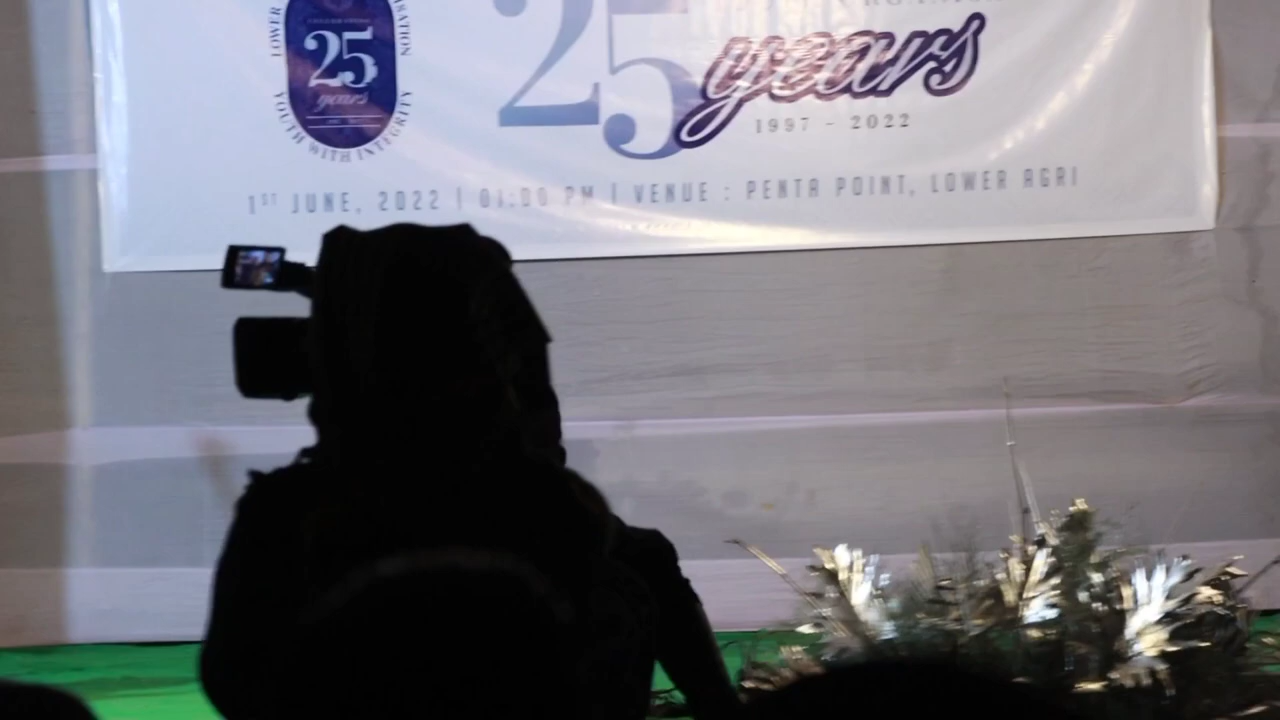 LOWER
25
years
YOUTH WITH INTEGRITY
25
years
1997 - 2022
1ST JUNE, 2022 | 01:00 PM | VENUE : PENTA POINT, LOWER AGRI